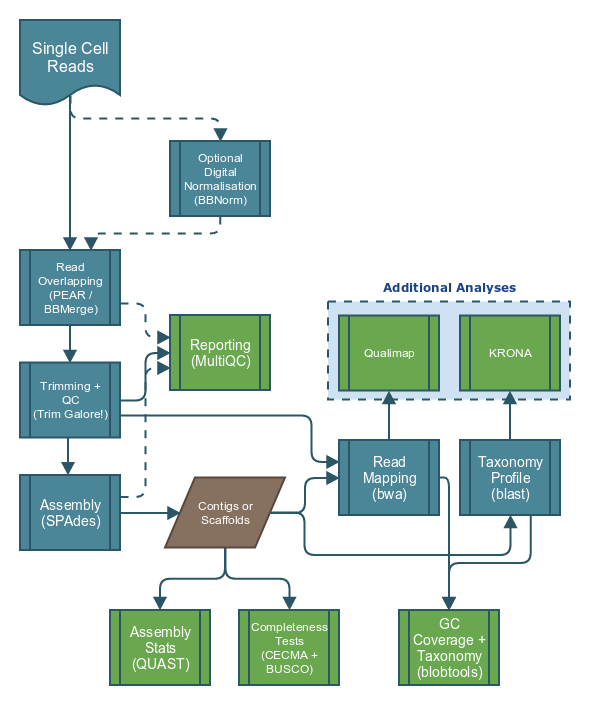 Single Cell
Reads
Optional
Digital
Normalisation
(BBNorm)
Read
Overlapping
(PEAR /
BBMerge)
Additional Analyses
Reporting
(MultiQC)
Qualimap
KRONA
Trimming +
QC
(Trim Galore!)
Read
Mapping
(bwa)
Taxonomy
Profile
(blast)
Assembly
(SPAdes)
Contigs or
Scaffolds
Assembly
Stats
(QUAST)
Completeness
Tests
(CECMA +
BUSCO)
GC
Coverage +
Taxonomy
(blobtools)